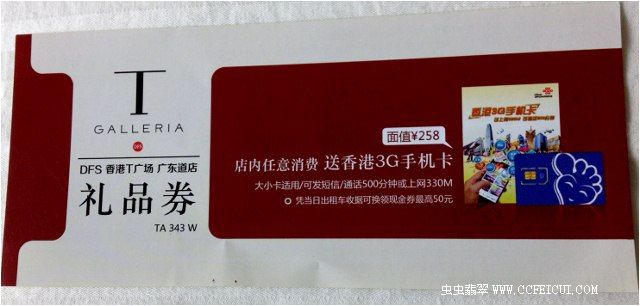 T
GALLERIA
DFS
DFS 香港T广场 广东道店
礼品券
TA 343 W
面值¥258
店内任意消费 送香港3G手机卡
大小卡适用/可发短信/通话500分钟或上网330M
凭当日出租车收据可换领现金券最高50元
香港3G手机卡
虫虫翡翠 WWW.CCFEICUI.COM